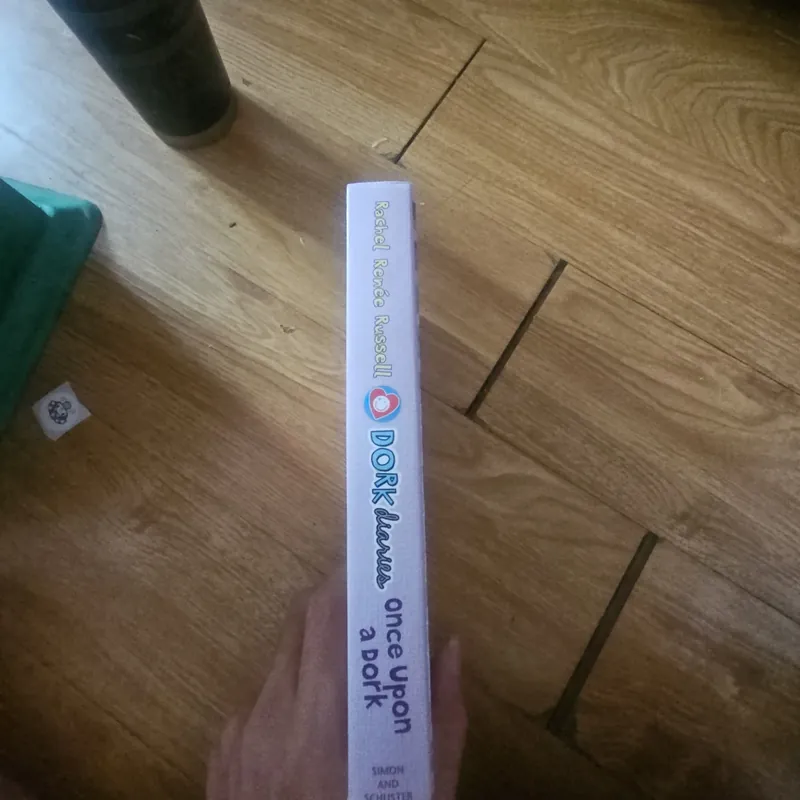 Rachel Renée Russell
DORK diaries
Once Upon
a Dork
SIMON
AND
SCHUSTER